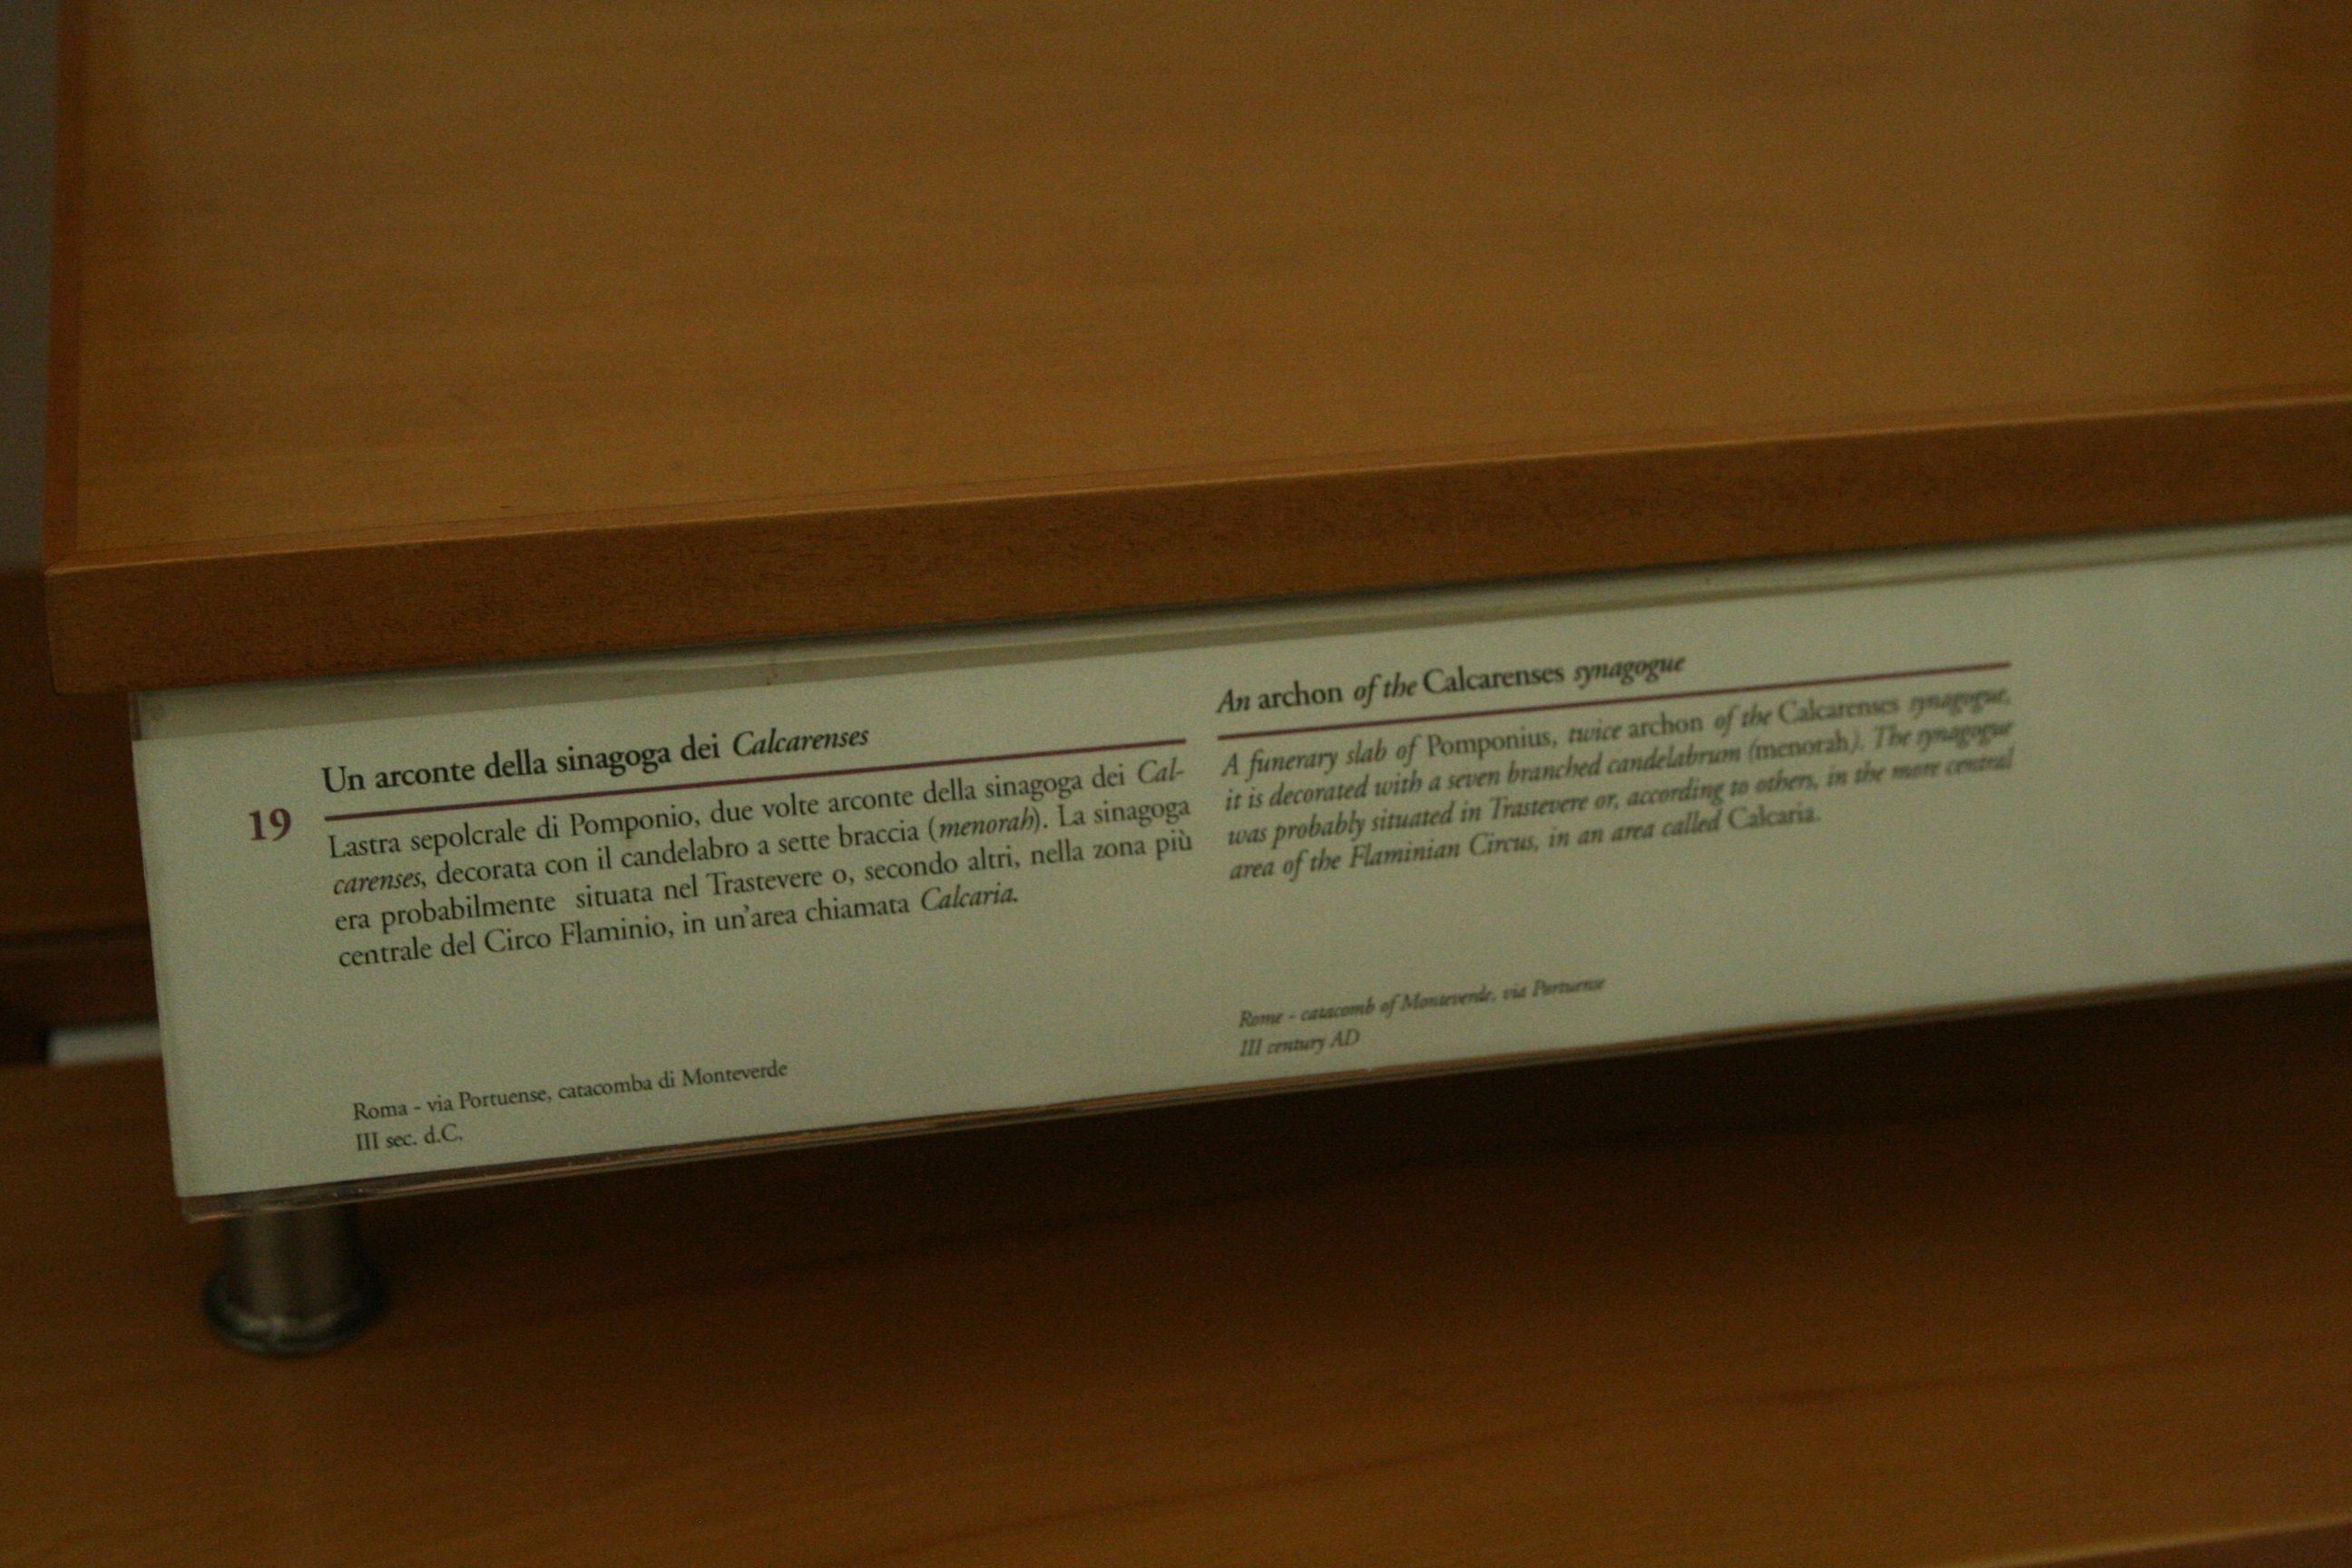 19
Un arconte della sinagoga dei Calcarenses
Lastra sepolcrale di Pomponio, due volte arconte della sinagoga dei Cal-
carenses, decorata con il candelabro a sette braccia (menorah). La sinagoga
era probabilmente situata nel Trastevere o, secondo altri, nella zona più
centrale del Circo Flaminio, in un'area chiamata Calcaria.
Roma - via Portuense, catacomba di Monteverde
III sec. d.C.
An archon of the Calcarenses synagogue
A funerary slab of Pomponius, twice archon of the Calcarenses synagogue,
it is decorated with a seven branched candelabrum (menorah). The synagogue
was probably situated in Trastevere or, according to others, in the more central
area of the Flaminian Circus, in an area called Calcaria.
Rome - catacomb of Monteverde, via Portuense
III century AD